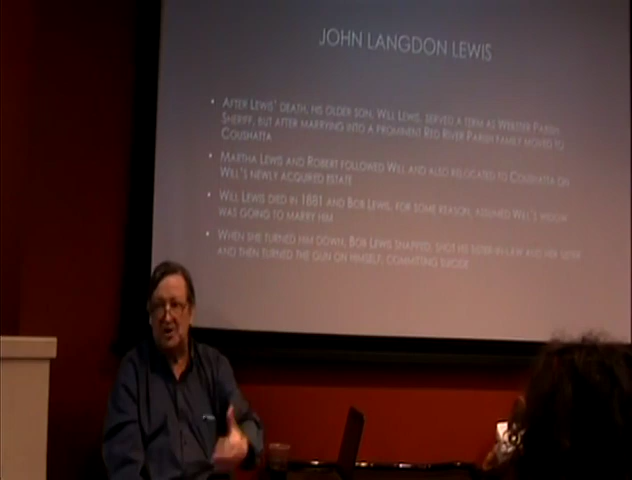 JOHN LANGDON LEWIS
• AFTER LEWIS' DEATH, HIS OLDER SON, WILL LEWIS, SERVED A TERM AS WEBSTER PARISH
SHERIFF, BUT AFTER MARRYING INTO A PROMINENT RED RIVER PARISH FAMILY MOVED TO
COUSHATTA
• MARTHA LEWIS AND ROBERT FOLLOWED WILL AND ALSO RELOCATED TO COUSHATTA ON
WILL'S NEWLY ACQUIRED ESTATE
• WILL LEWIS DIED IN 1881 AND BOB LEWIS, FOR SOME REASON, ASSUMED WILL'S WIDOW
WAS GOING TO MARRY HIM
• WHEN SHE TURNED HIM DOWN, BOB LEWIS SNAPPED, SHOT HIS SISTER-IN-LAW AND HER SISTER
AND THEN TURNED THE GUN ON HIMSELF, COMMITTING SUICIDE